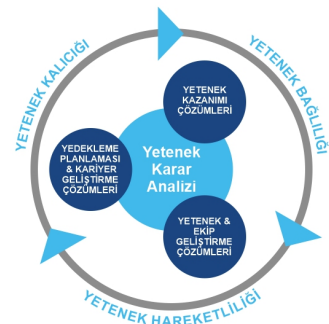 YETENEK KALICIĞI
YETENEK BAĞLILIĞI
YETENEK
KAZANIMI
ÇÖZÜMLERİ
YEDEKLEME
PLANLAMASI
& KARİYER
GELİŞTİRME
ÇÖZÜMLERİ
Yetenek
Karar
Analizi
YETENEK &
EKİP
GELİŞTİRME
ÇÖZÜMLERİ
YETENEK HAREKETLİLİĞİ